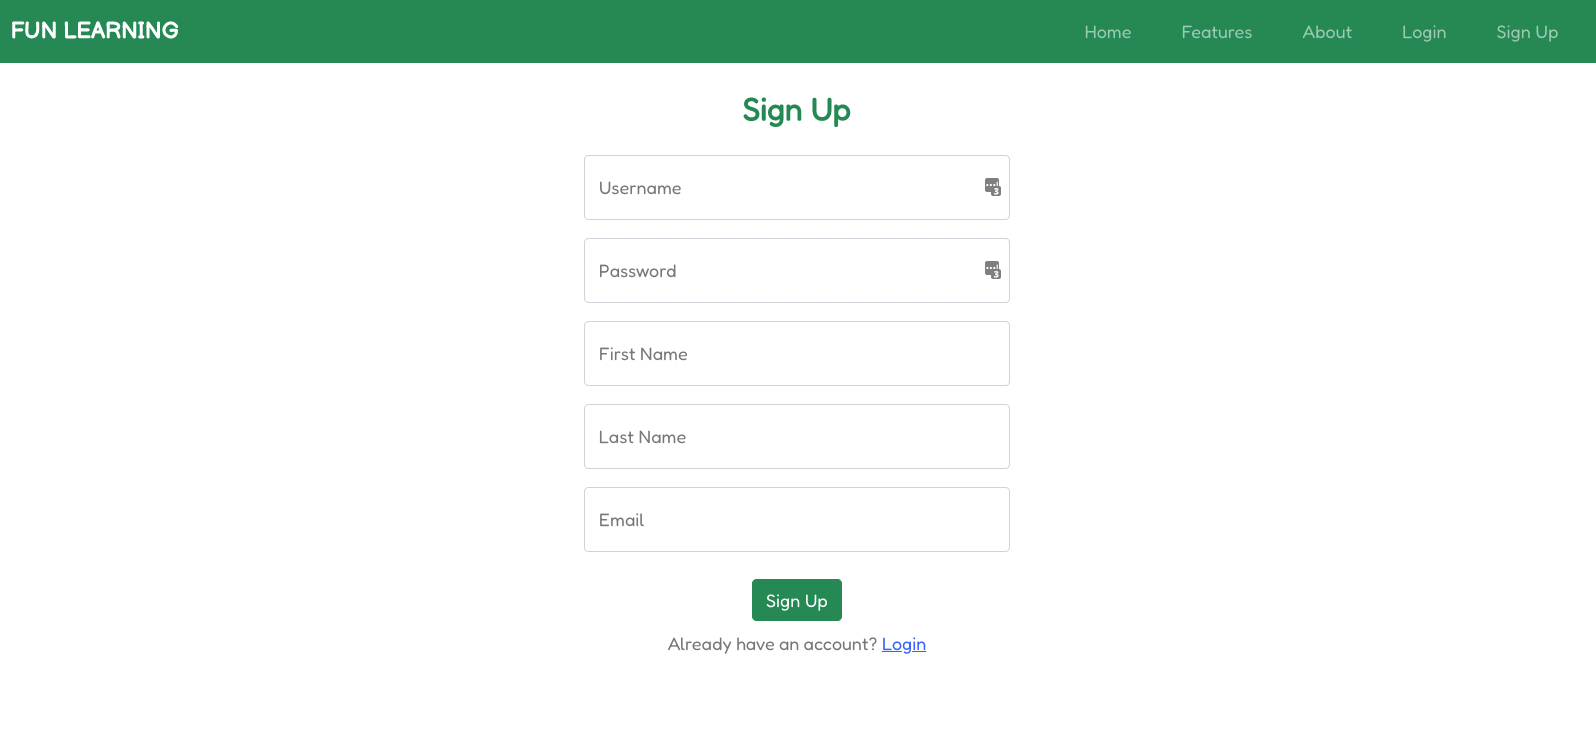 FUN LEARNING Home Features About Login Sign Up
Sign Up
Username
Password
First Name
Last Name
Email
Sign Up
Already have an account? Login